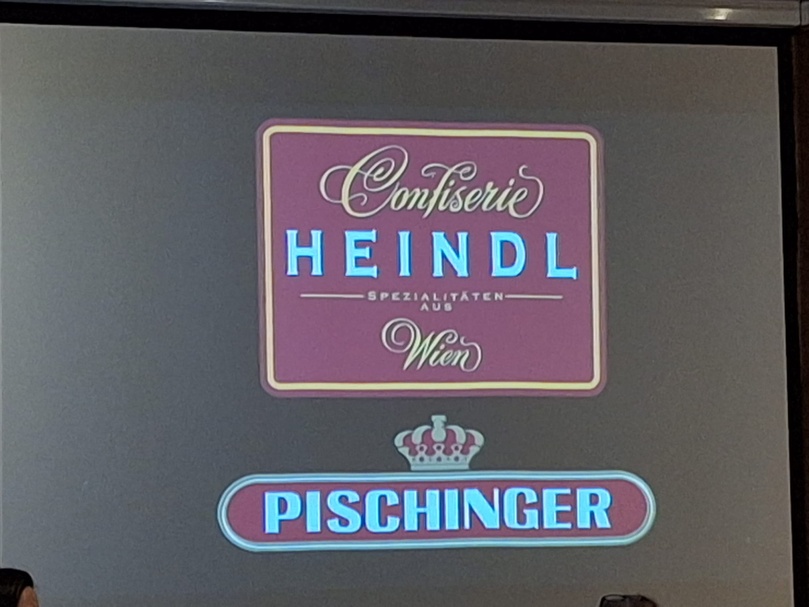 Confiserie
HEINDL
SPEZIALITÄTEN
AUS
Wien
PISCHINGER